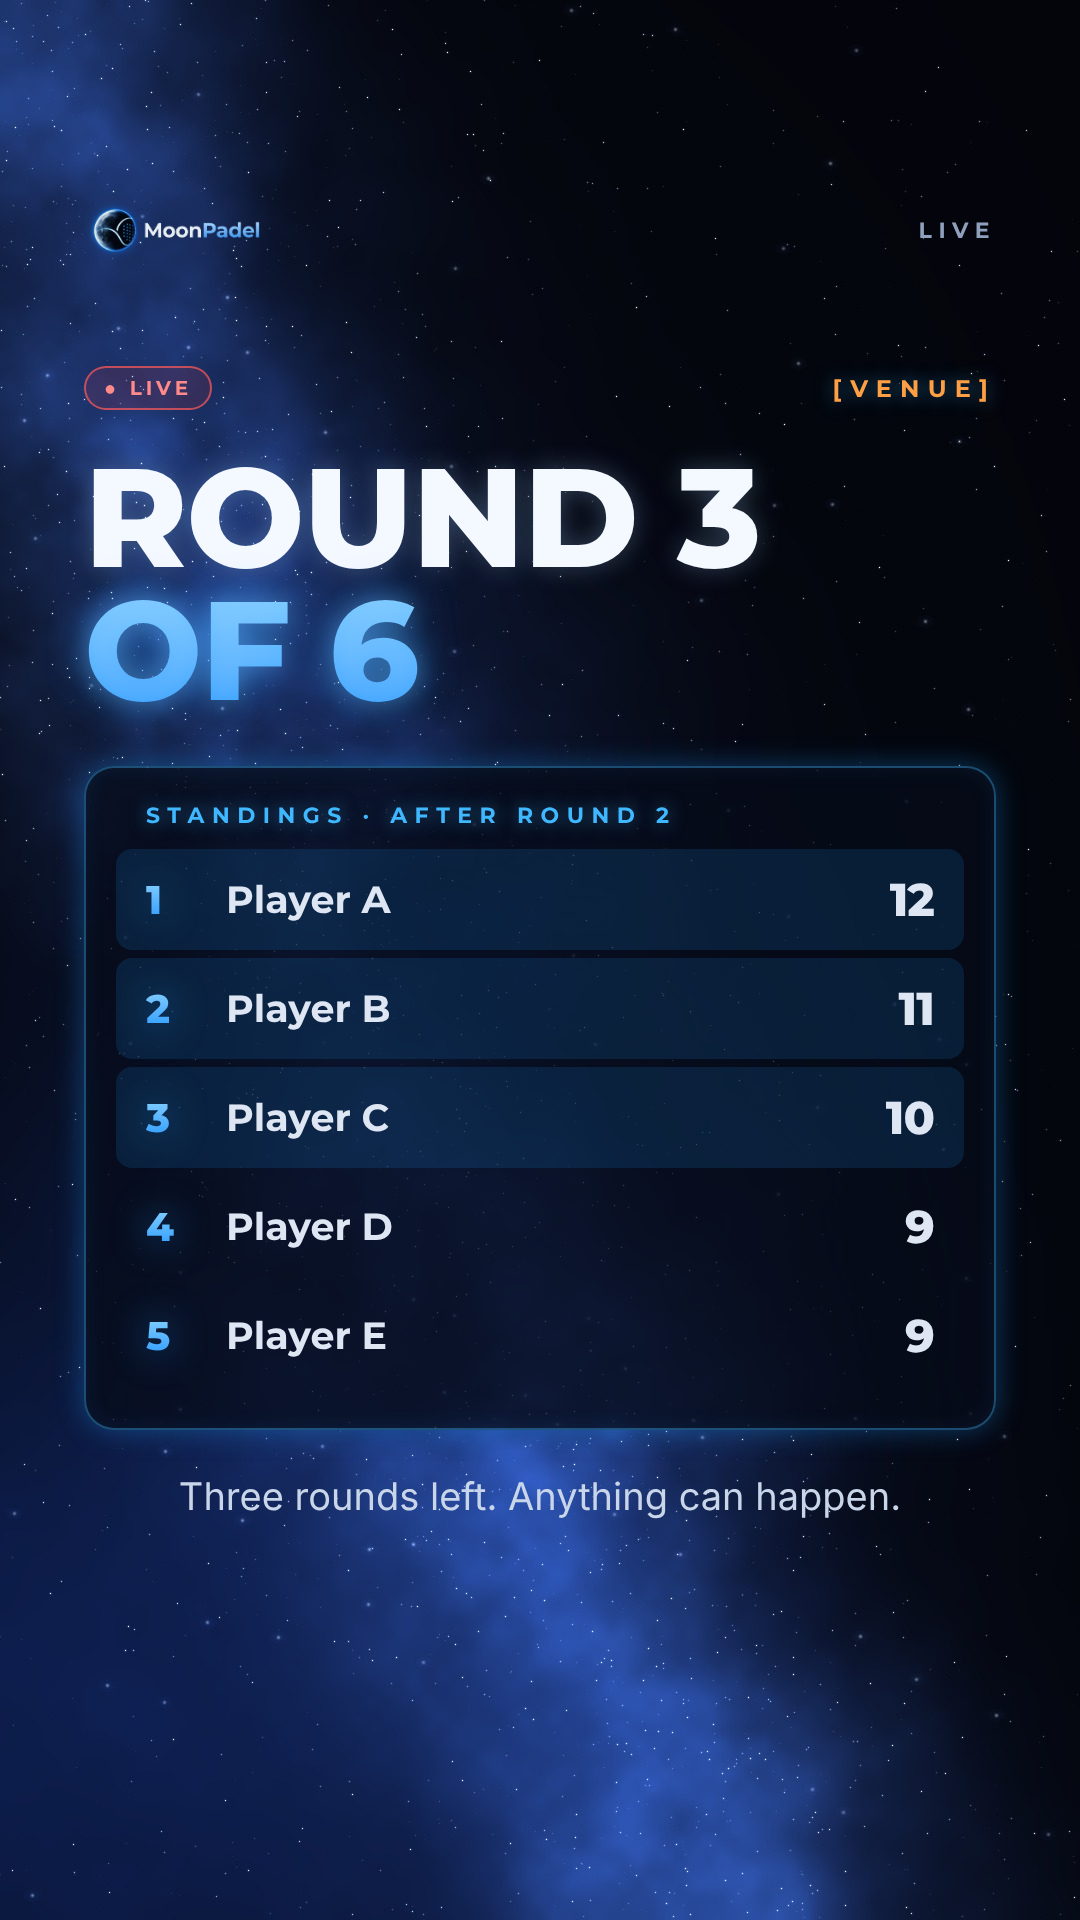 MoonPadel
LIVE
• LIVE
[VENUE]
ROUND 3
OF 6
STANDINGS · AFTER ROUND 2
1 Player A 12
2 Player B 11
3 Player C 10
4 Player D 9
5 Player E 9
Three rounds left. Anything can happen.